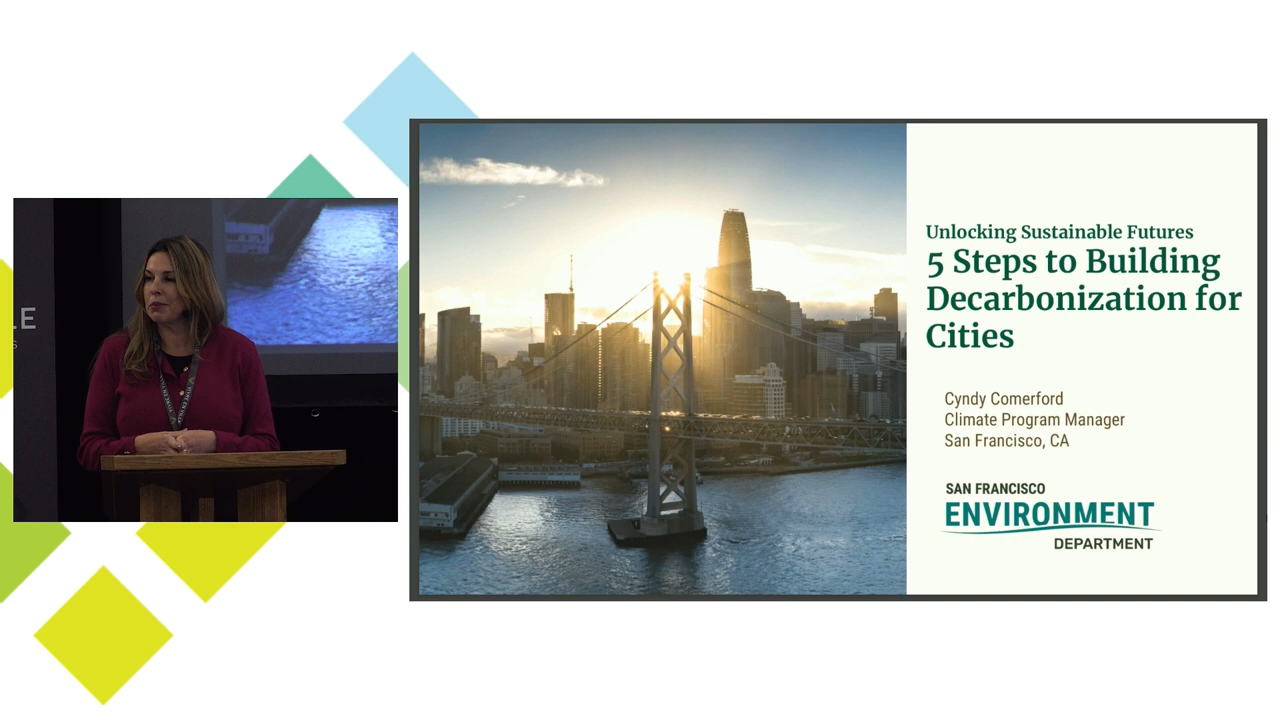 Unlocking Sustainable Futures
5 Steps to Building
Decarbonization for
Cities
Cyndy Comerford
Climate Program Manager
San Francisco, CA
SAN FRANCISCO
ENVIRONMENT
DEPARTMENT